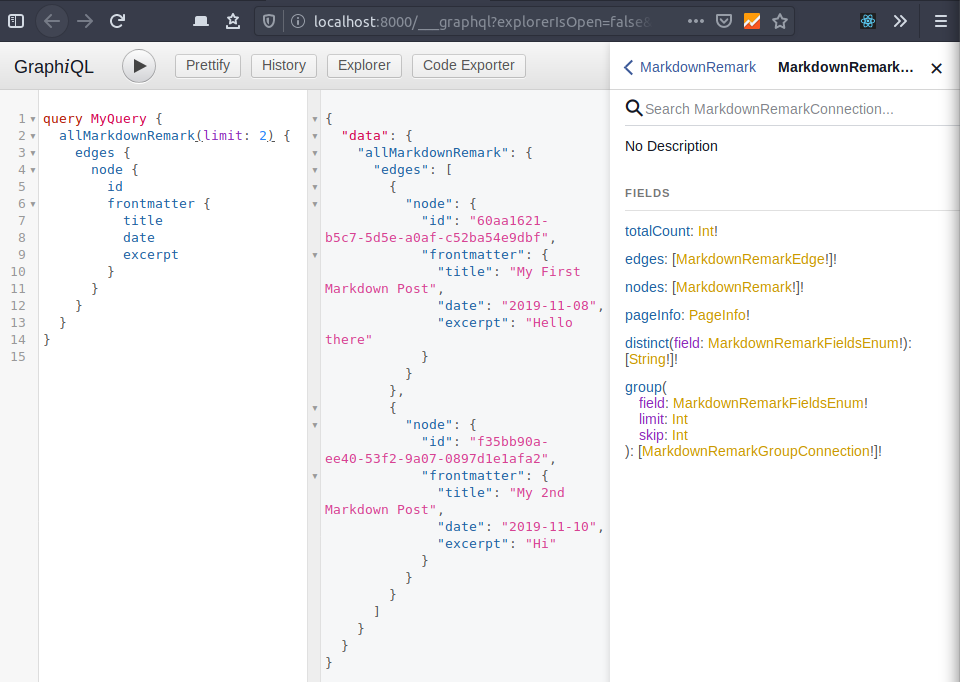 localhost:8000/___graphql?explorerIsOpen=false&
GraphiQL
Prettify
History
Explorer
Code Exporter
1 query MyQuery {
2 allMarkdownRemark(limit: 2) {
3 edges {
4 node {
5 id
6 frontmatter {
7 title
8 date
9 excerpt
10 }
11 }
12 }
13 }
14 }
15
{
"data": {
"allMarkdownRemark": {
"edges": [
{
"node": {
"id": "60aa1621-
b5c7-5d5e-a0af-c52ba54e9dbf",
"frontmatter": {
"title": "My First
Markdown Post",
"date": "2019-11-08",
"excerpt": "Hello
there"
}
}
},
{
"node": {
"id": "f35bb90a-
ee40-53f2-9a07-0897d1e1afa2",
"frontmatter": {
"title": "My 2nd
Markdown Post",
"date": "2019-11-10",
"excerpt": "Hi"
}
}
}
]
}
}
}
MarkdownRemark
MarkdownRemark...
Search MarkdownRemarkConnection...
No Description
FIELDS
totalCount: Int!
edges: [MarkdownRemarkEdge!]!
nodes: [MarkdownRemark!]!
pageInfo: PageInfo!
distinct(field: MarkdownRemarkFieldsEnum!):
[String!]!
group(
field: MarkdownRemarkFieldsEnum!
limit: Int
skip: Int
): [MarkdownRemarkGroupConnection!]!